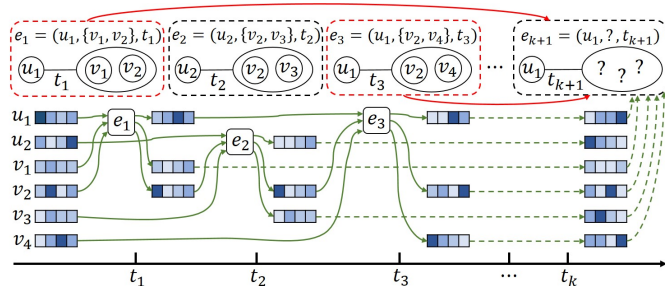 e₁ = (u₁, {v₁, v₂}, t₁) e₂ = (u₂, {v₂, v₃}, t₂) e₃ = (u₁, {v₂, v₄}, t₃) eₖ₊₁ = (u₁, ?, tₖ₊₁)
u₁ t₁ v₁ v₂ u₂ t₂ v₂ v₃ u₁ t₃ v₂ v₄ ... u₁ tₖ₊₁ ? ? ?
u₁ e₁ e₃
u₂ e₂
v₁
v₂
v₃
v₄
t₁ t₂ t₃ ... tₖ